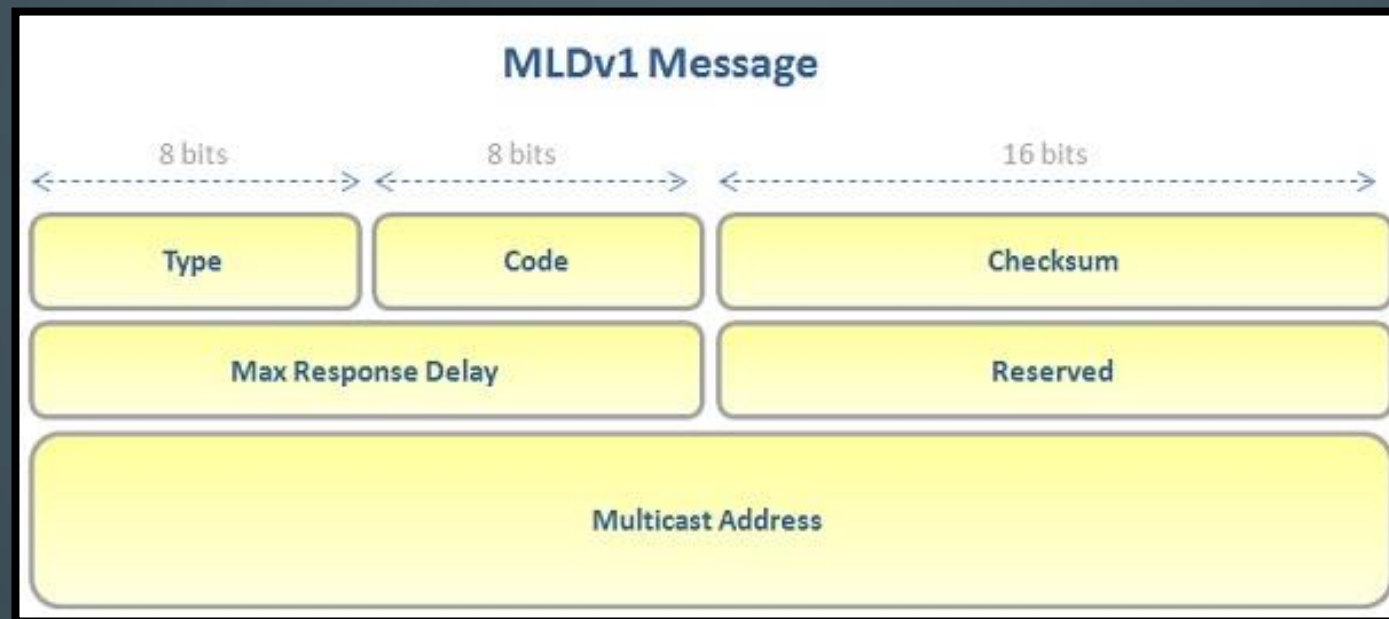 MLDv1 Message
8 bits 8 bits 16 bits
Type Code Checksum
Max Response Delay Reserved
Multicast Address